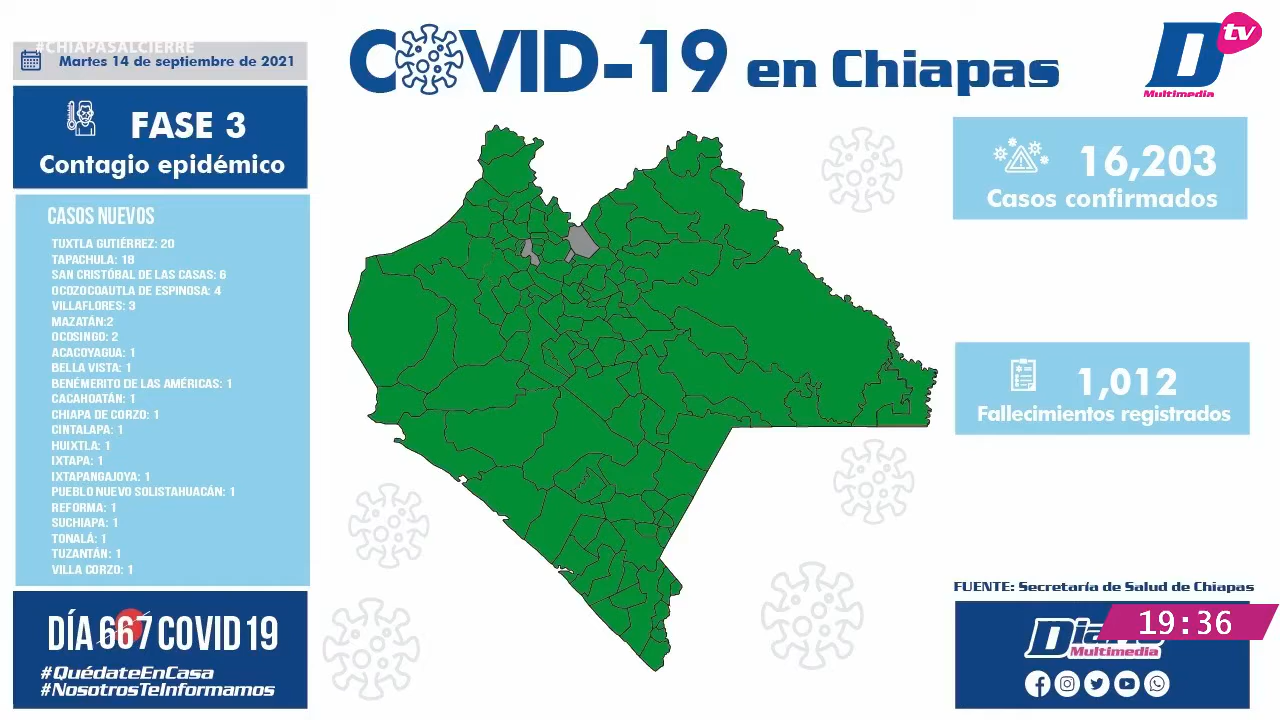 #CHIAPASALCIERRE
Martes 14 de septiembre de 2021
FASE 3
Contagio epidémico
CASOS NUEVOS
TUXTLA GUTIÉRREZ: 20
TAPACHULA: 18
SAN CRISTÓBAL DE LAS CASAS: 6
OCOZOCOAUTLA DE ESPINOSA: 4
VILLAFLORES: 3
MAZATÁN:2
OCOSINGO: 2
ACACOYAGUA: 1
BELLA VISTA: 1
BENÉMERITO DE LAS AMÉRICAS: 1
CACAHOATÁN: 1
CHIAPA DE CORZO: 1
CINTALAPA: 1
HUIXTLA: 1
IXTAPA: 1
IXTAPANGAJOYA: 1
PUEBLO NUEVO SOLISTAHUACÁN: 1
REFORMA: 1
SUCHIAPA: 1
TONALÁ: 1
TUZANTÁN: 1
VILLA CORZO: 1
DÍA 667 COVID 19
#QuédateEnCasa
#NosotrosTeInformamos
COVID-19 en Chiapas
D tv
Multimedia
16,203
Casos confirmados
1,012
Fallecimientos registrados
FUENTE: Secretaría de Salud de Chiapas
19:36
Multimedia